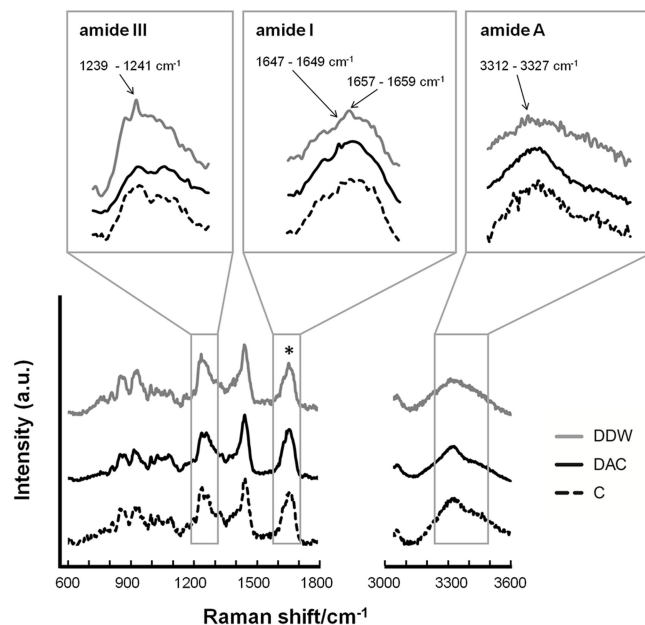 amide III
1239 - 1241 cm-1
amide I
1647 - 1649 cm-1
1657 - 1659 cm-1
amide A
3312 - 3327 cm-1
*
Intensity (a.u.)
DDW
DAC
C
600 900 1200 1500 1800 3000 3300 3600
Raman shift/cm-1